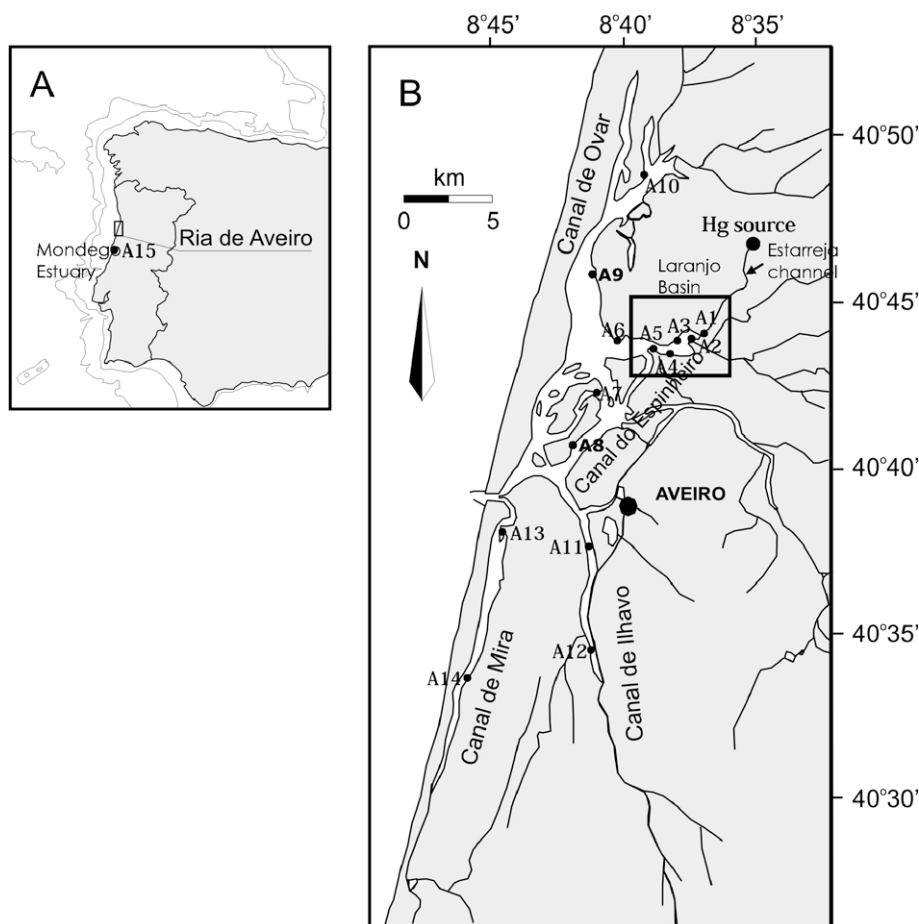 A
Ria de Aveiro
Mondego
Estuary
A15
8°45'
8°40'
8°35'
B
40°50'
40°45'
40°40'
40°35'
40°30'
km
0
5
N
Canal de Ovar
A10
Hg source
Estarreja
channel
Laranjo
Basin
A9
A6
A5
A3
A1
A2
A4
A7
Canal do Espinheiro
A8
AVEIRO
A13
A11
A12
A14
Canal de Mira
Canal de Ilhavo